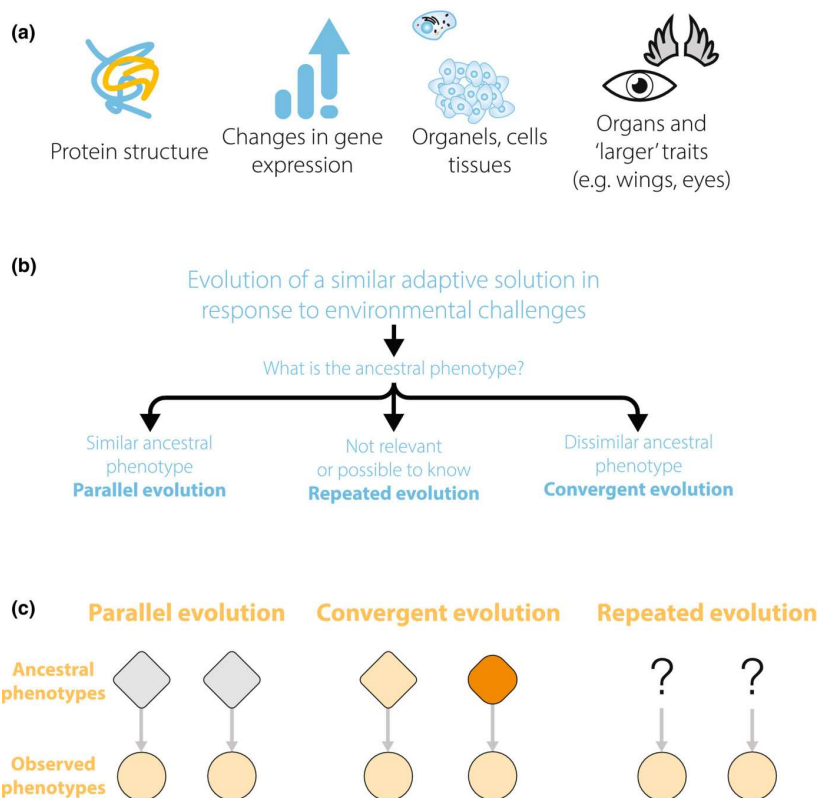 (a)
Protein structure
Changes in gene
expression
Organels, cells
tissues
Organs and
‘larger’ traits
(e.g. wings, eyes)
(b)
Evolution of a similar adaptive solution in
response to environmental challenges
What is the ancestral phenotype?
Similar ancestral
phenotype
Parallel evolution
Not relevant
or possible to know
Repeated evolution
Dissimilar ancestral
phenotype
Convergent evolution
(c)
Parallel evolution
Convergent evolution
Repeated evolution
Ancestral
phenotypes
? ?
Observed
phenotypes